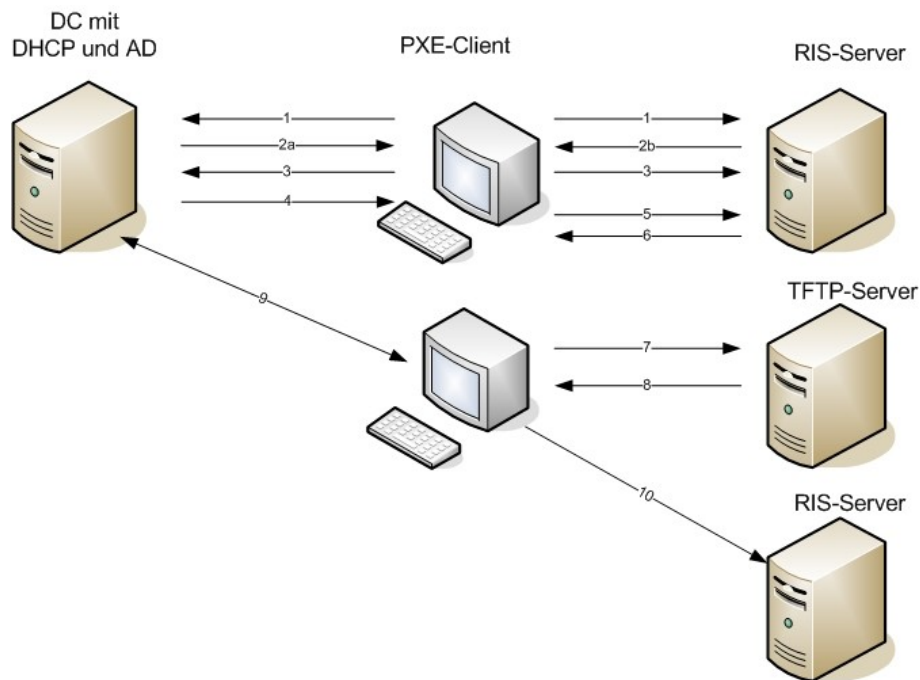 DC mit
DHCP und AD
PXE-Client
RIS-Server
1
1
2a
2b
3
3
4
5
6
TFTP-Server
9
7
8
10
RIS-Server